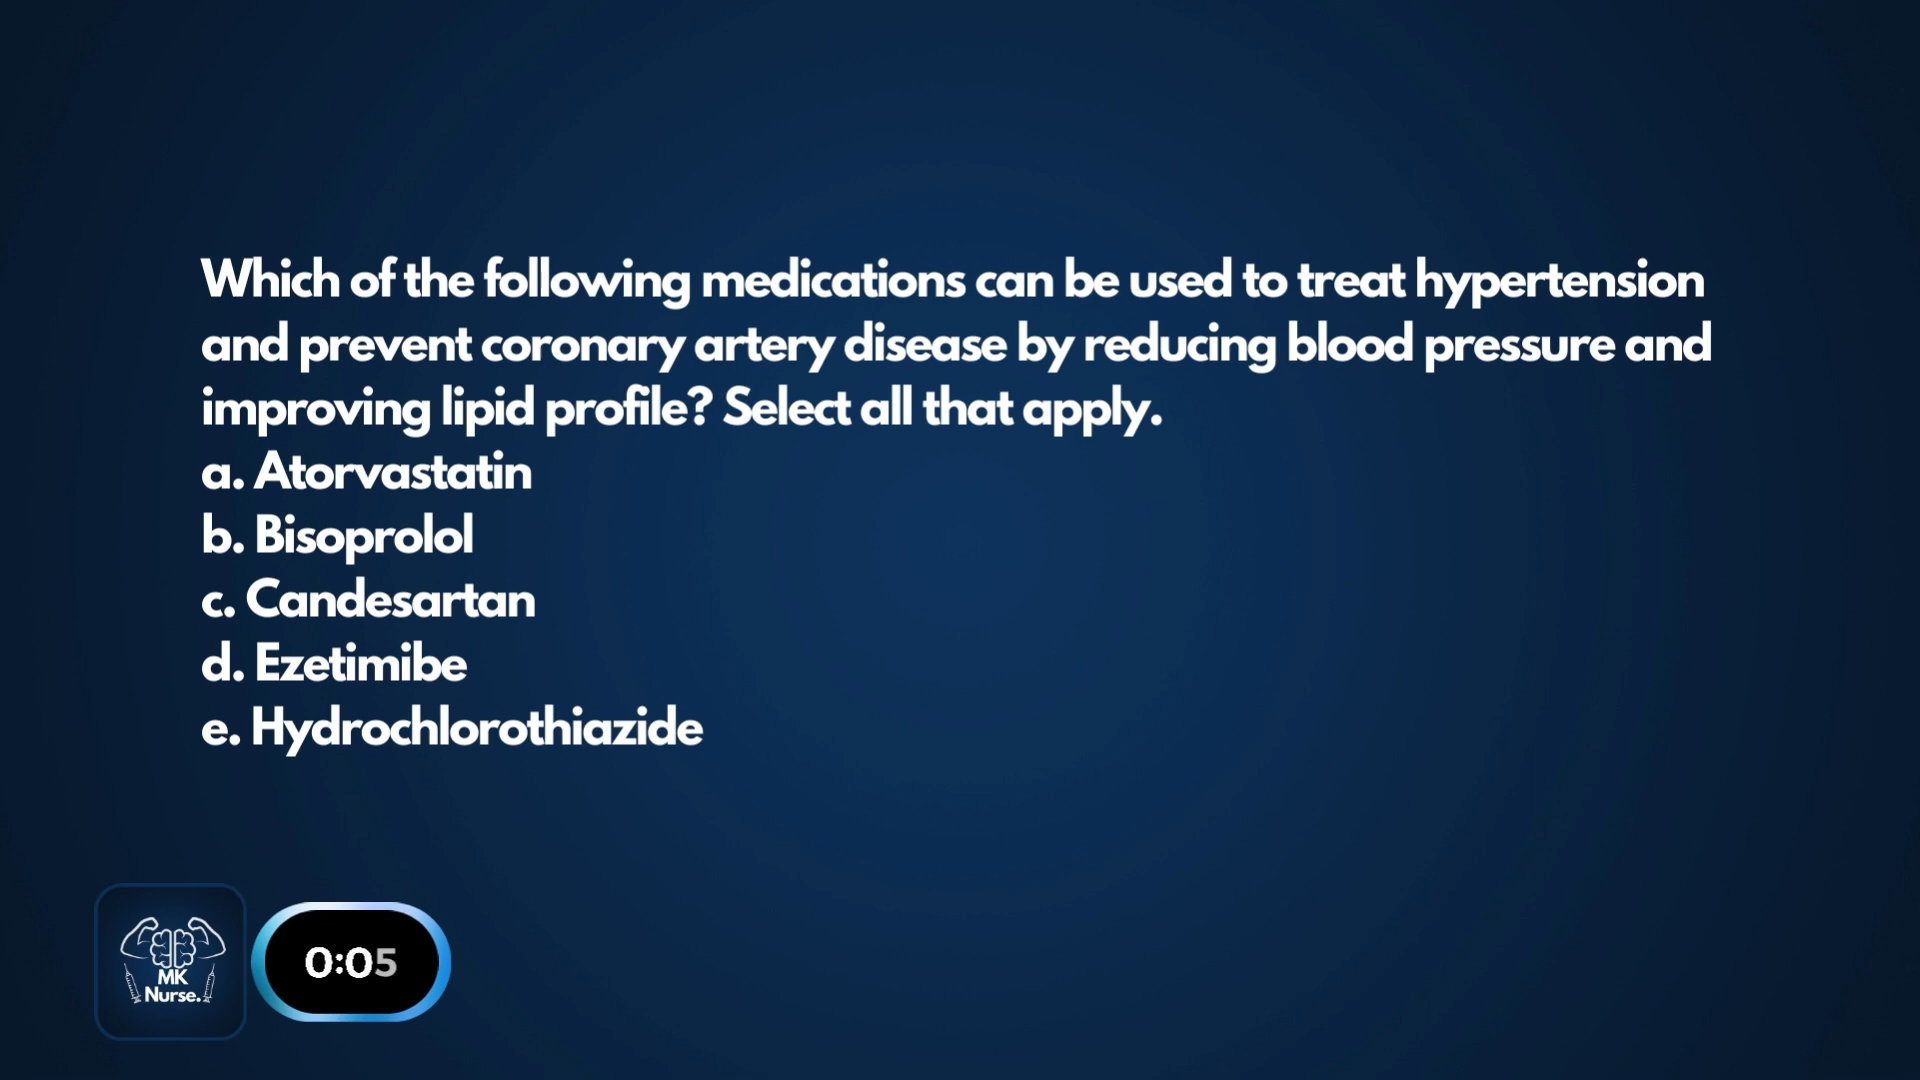 Which of the following medications can be used to treat hypertension
and prevent coronary artery disease by reducing blood pressure and
improving lipid profile? Select all that apply.
a. Atorvastatin
b. Bisoprolol
c. Candesartan
d. Ezetimibe
e. Hydrochlorothiazide
MK
Nurse.
0:05